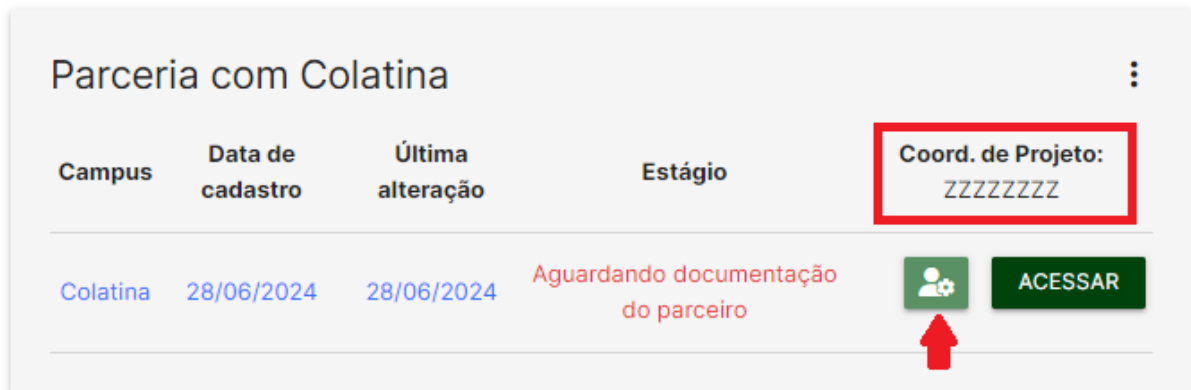 Parceria com Colatina
Campus
Data de
cadastro
Última
alteração
Estágio
Coord. de Projeto:
ZZZZZZZZ
Colatina
28/06/2024
28/06/2024
Aguardando documentação
do parceiro
ACESSAR